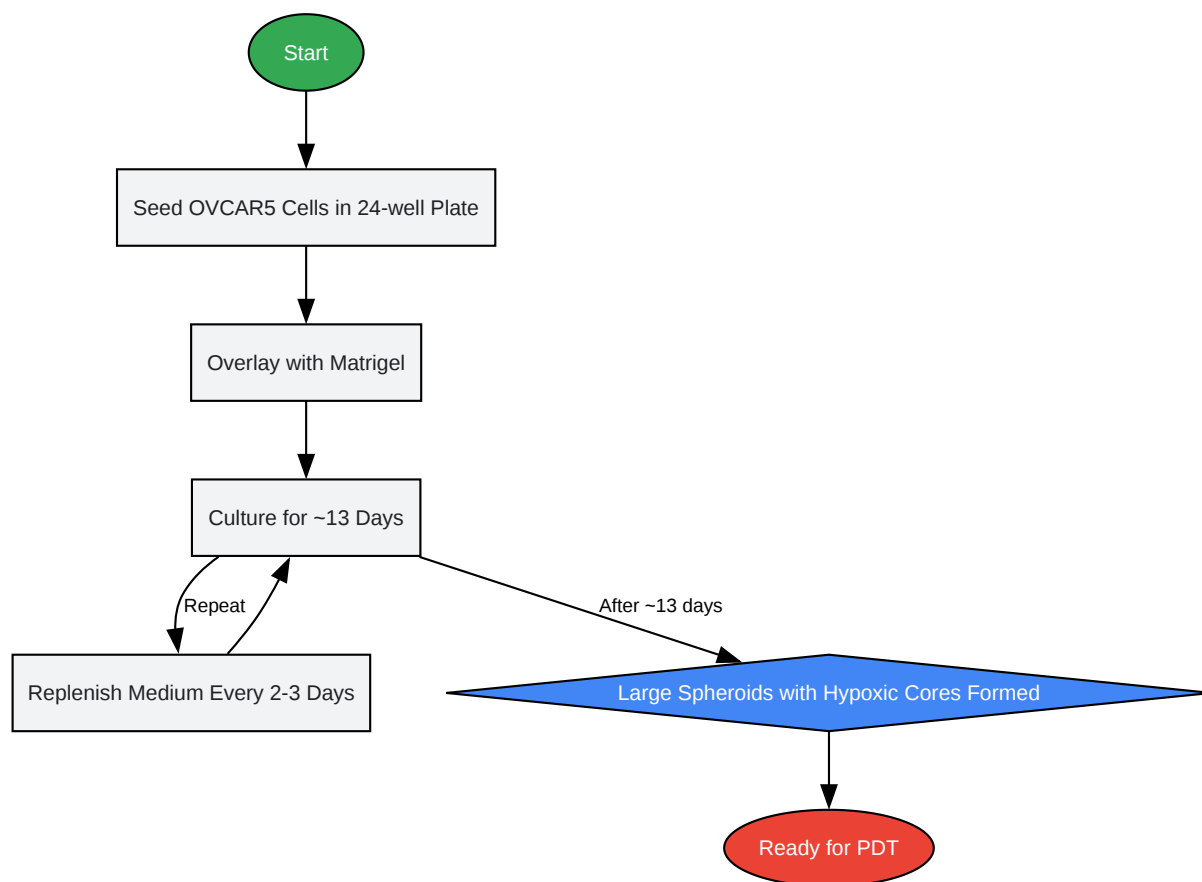 Start
Seed OVCAR5 Cells in 24-well Plate
Overlay with Matrigel
Culture for ~13 Days
Repeat
After ~13 days
Replenish Medium Every 2-3 Days
Large Spheroids with Hypoxic Cores Formed
Ready for PDT